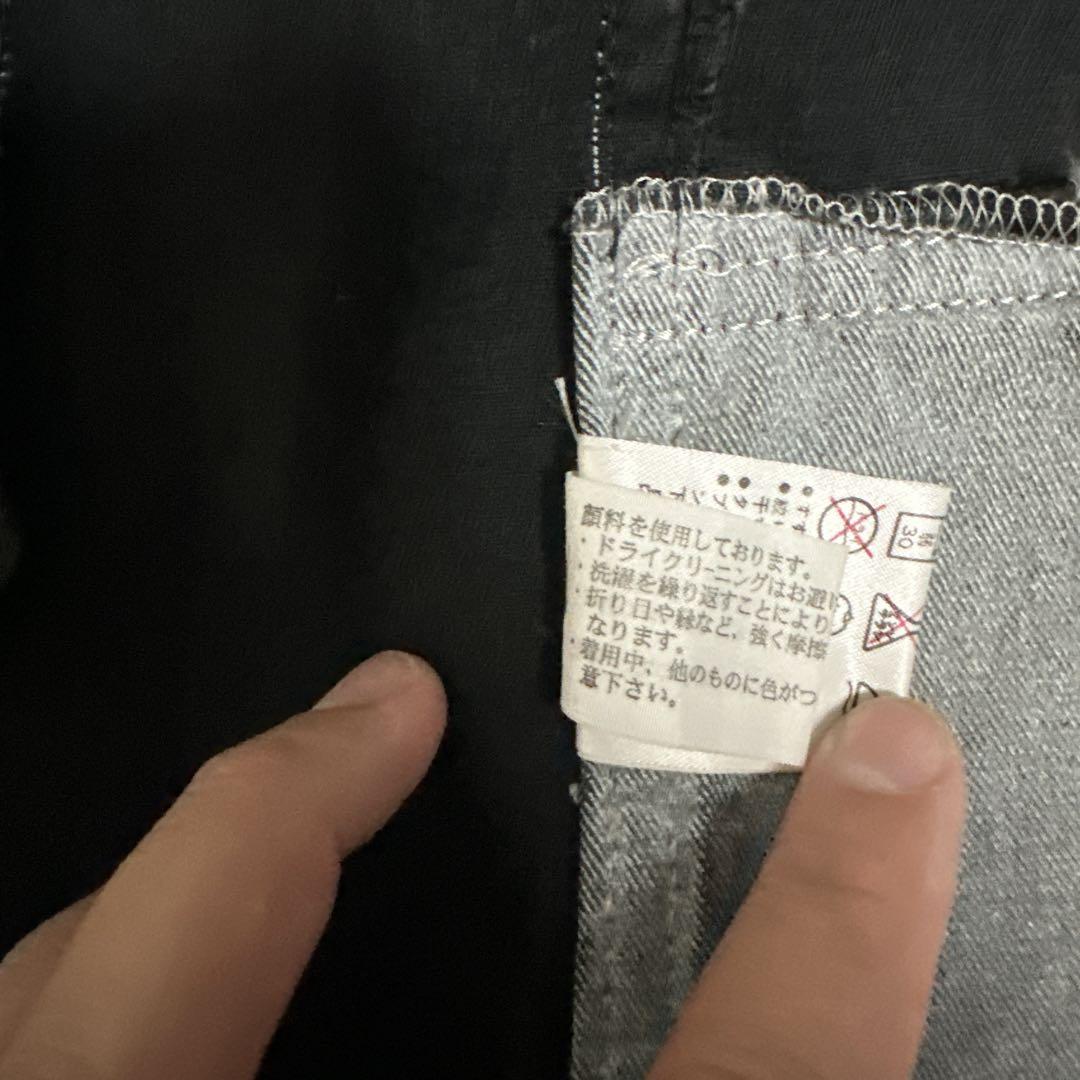 顔料を使用しております。
・ドライクリーニングはお避け
・洗濯を繰り返すことにより
・折り目や縁など、強く摩擦
なります。
・着用中、他のものに色がつ
意下さい。
30